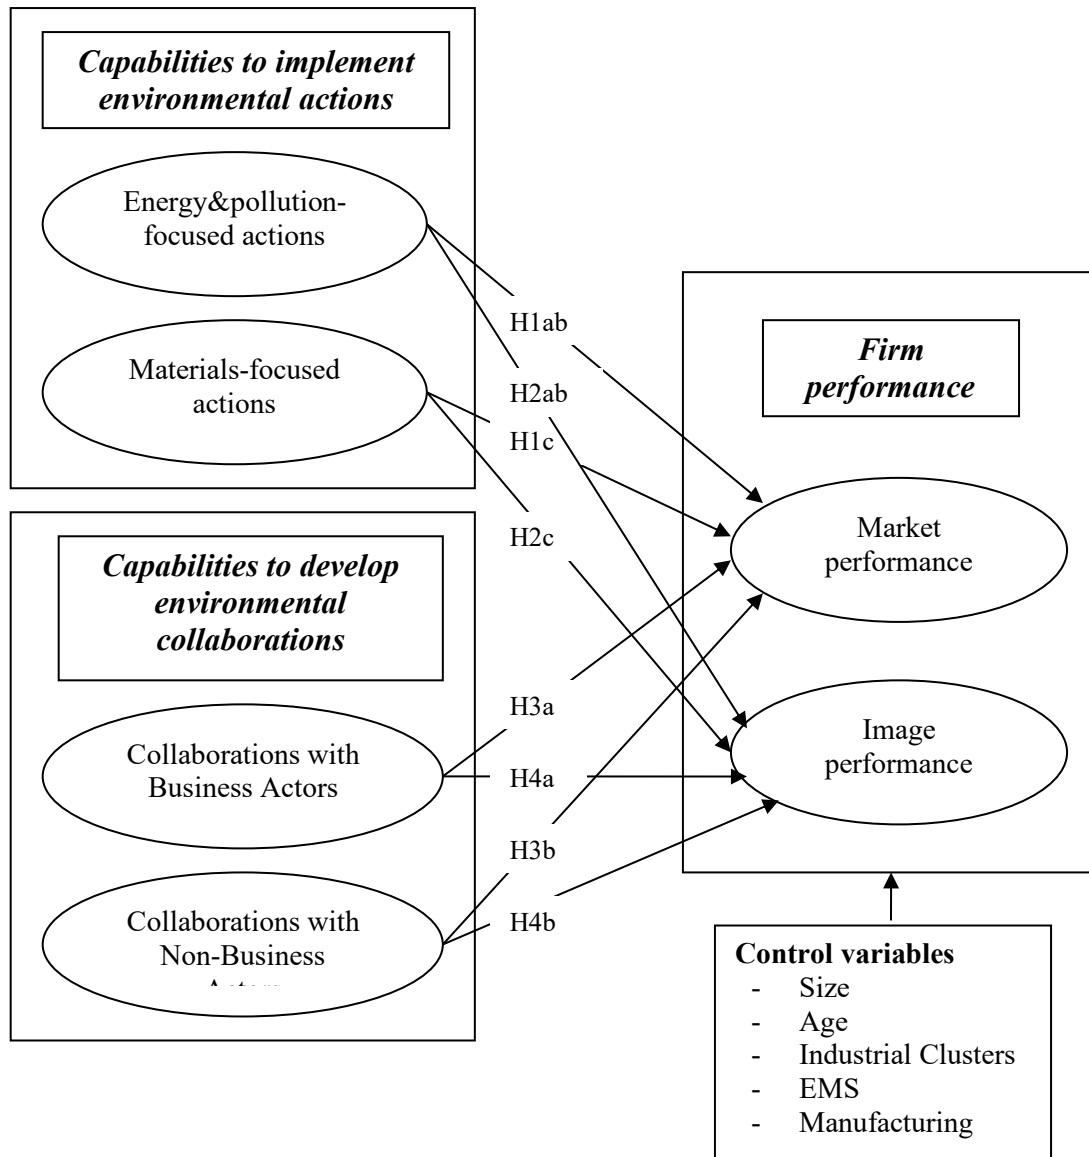 Capabilities to implement
environmental actions
Energy&pollution-
focused actions
Materials-focused
actions
Capabilities to develop
environmental
collaborations
Collaborations with
Business Actors
Collaborations with
Non-Business
H1ab
H2ab
H1c
H2c
H3a
H4a
H3b
H4b
Firm
performance
Market
performance
Image
performance
Control variables
- Size
- Age
- Industrial Clusters
- EMS
- Manufacturing